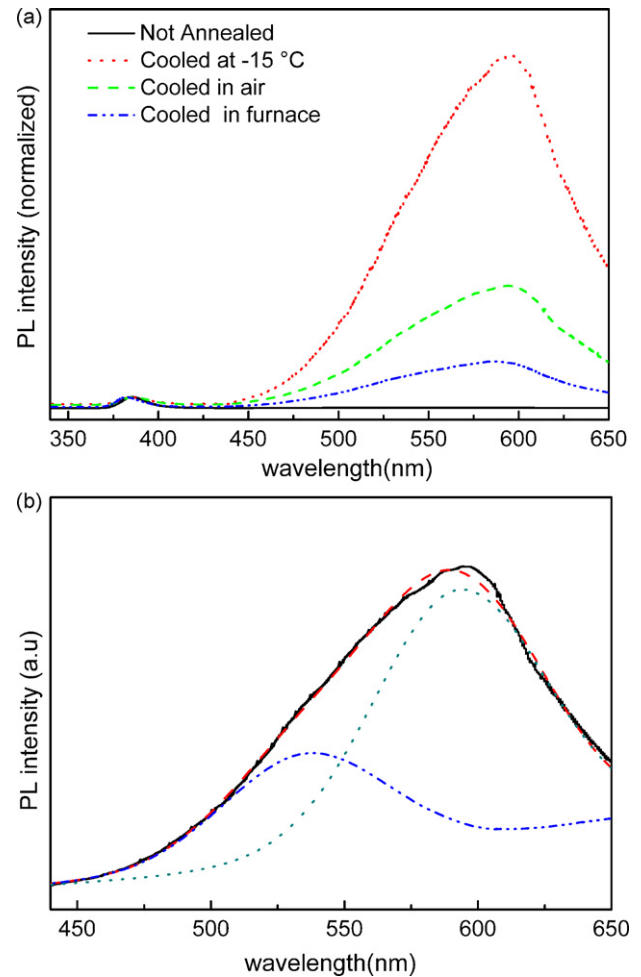 (a)
Not Annealed
Cooled at -15 °C
Cooled in air
Cooled in furnace
PL intensity (normalized)
350 400 450 500 550 600 650
wavelength(nm)
(b)
PL intensity (a.u)
450 500 550 600 650
wavelength(nm)